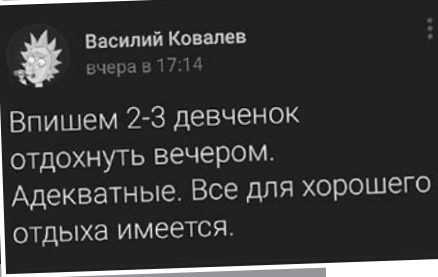 Василий Ковалев
вчера в 17:14
Впишем 2-3 девченок
отдохнуть вечером.
Адекватные. Все для хорошего
отдыха имеется.